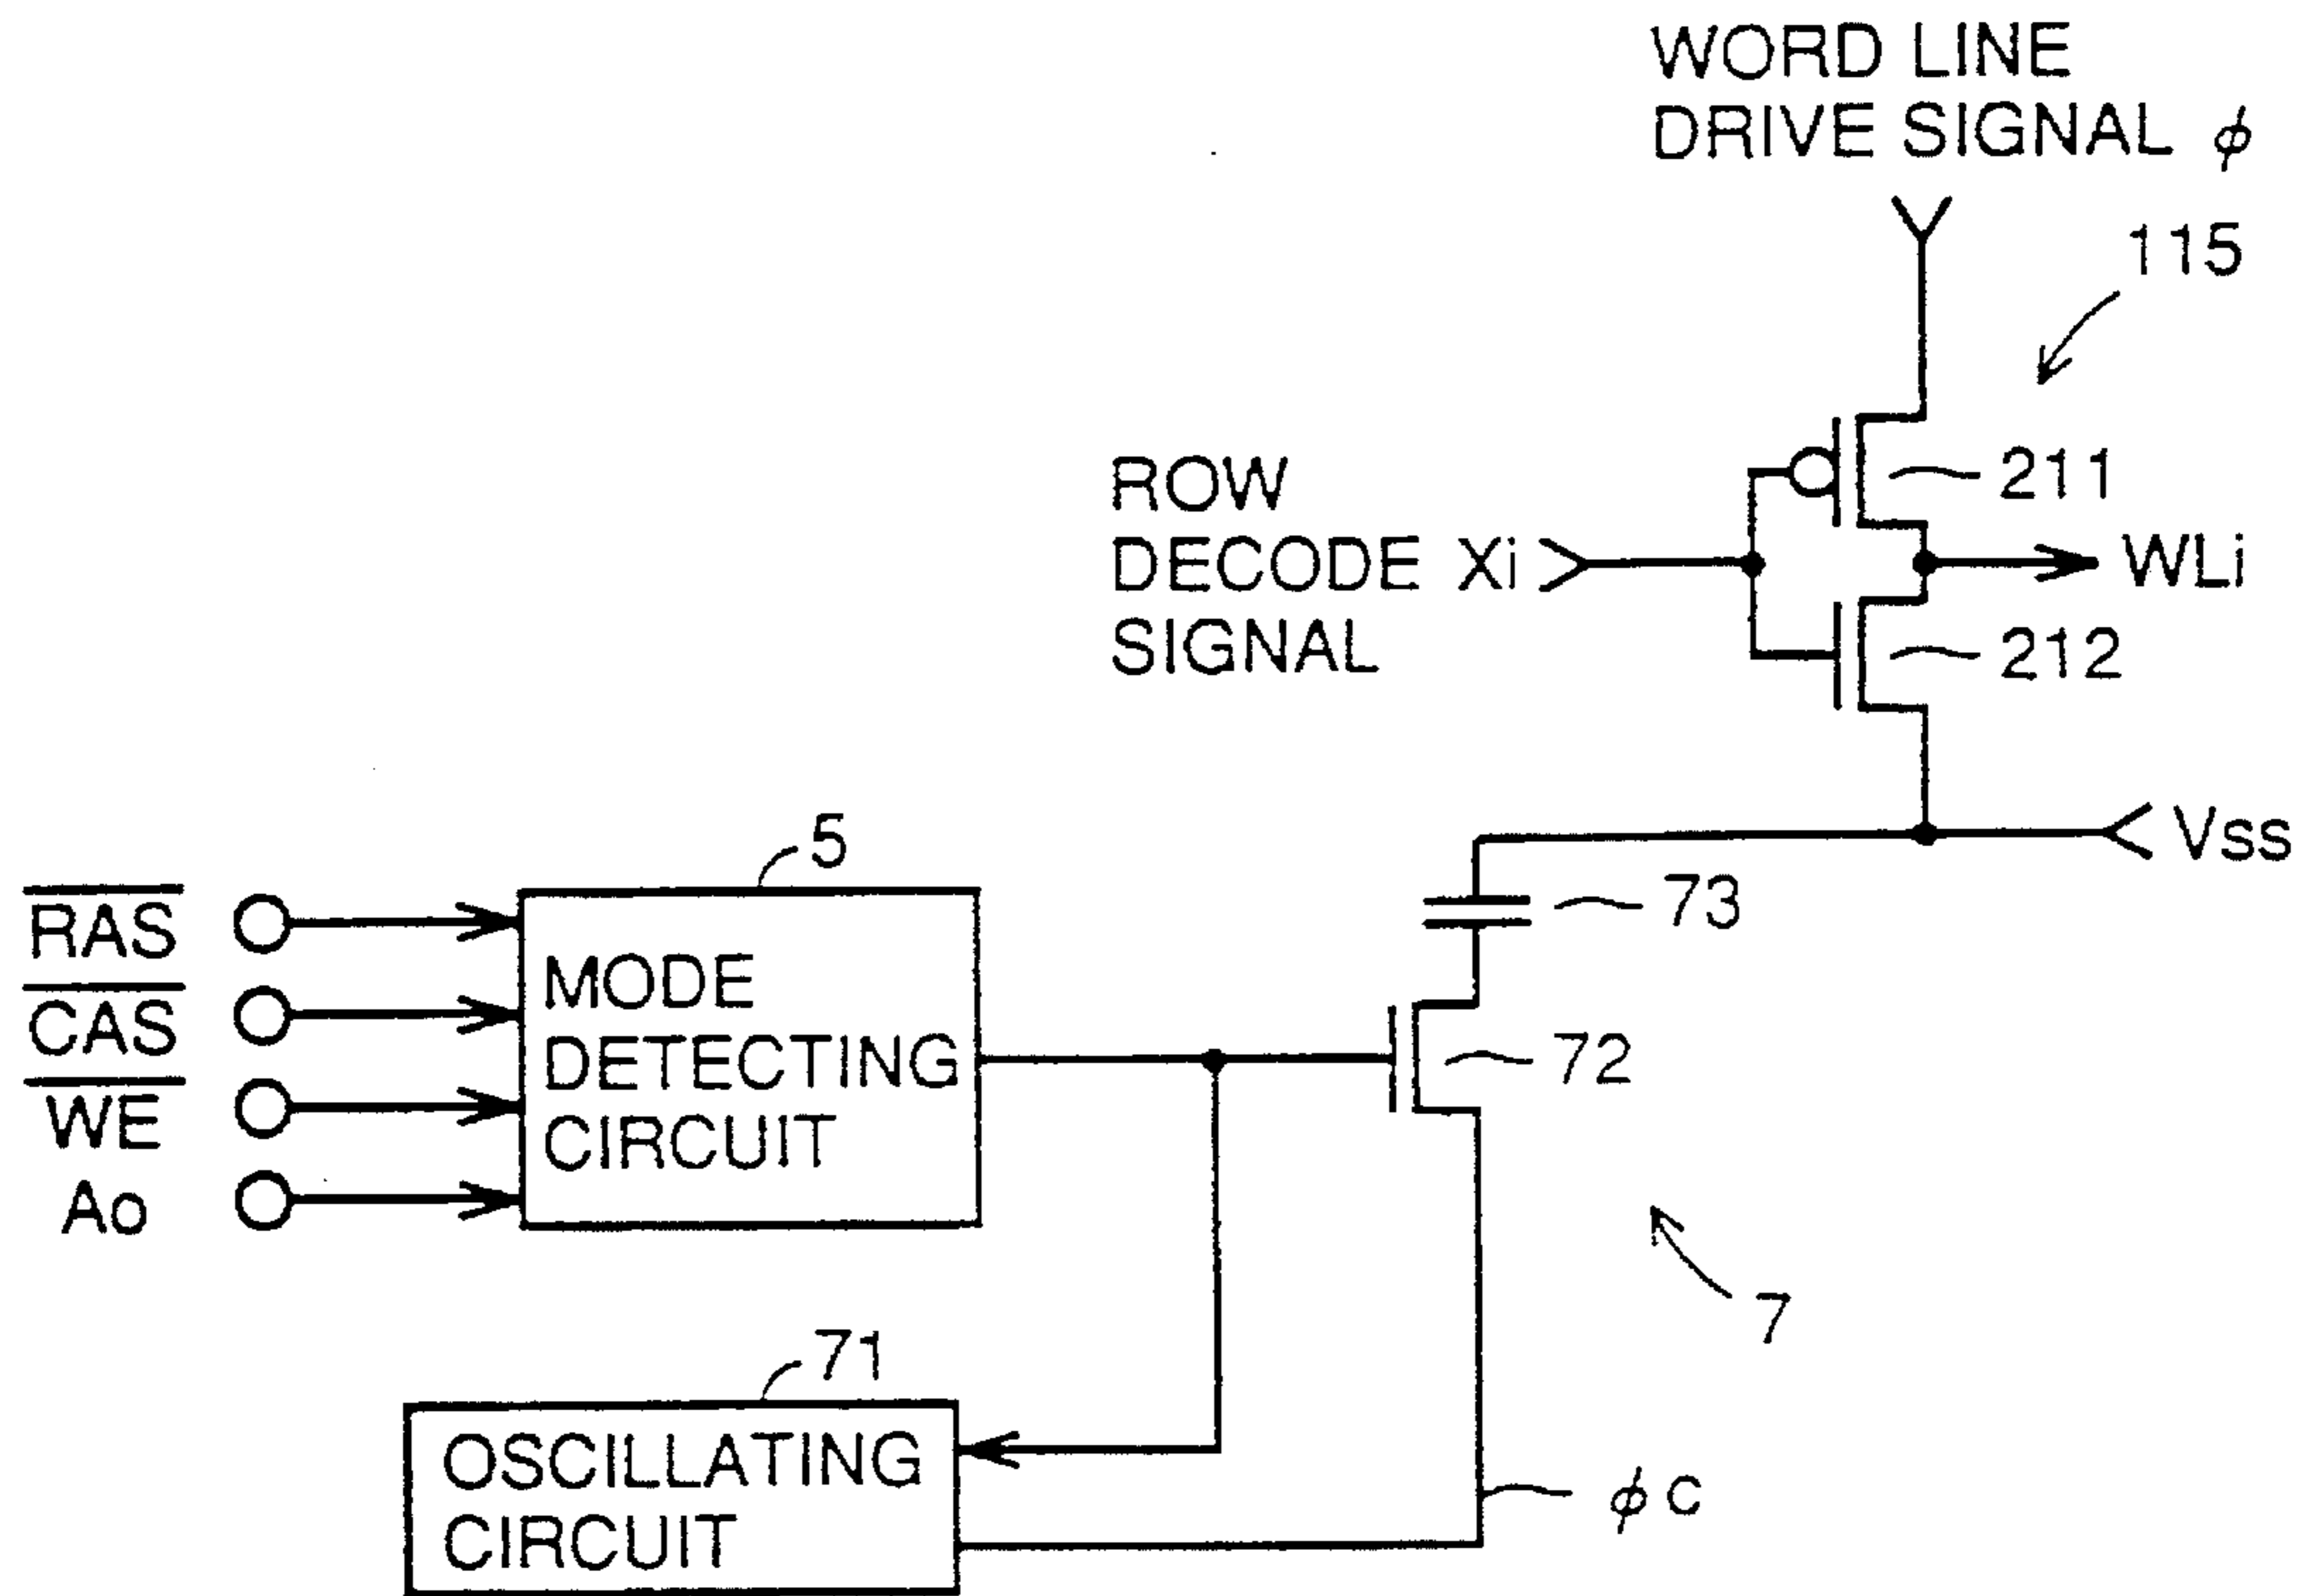 WORD LINE
DRIVE SIGNAL ϕ
115
211
ROW
DECODE Xi
SIGNAL
WLi
212
Vss
5
73
RAS
CAS
WE
Ao
MODE
DETECTING
CIRCUIT
72
7
71
OSCILLATING
CIRCUIT
ϕc